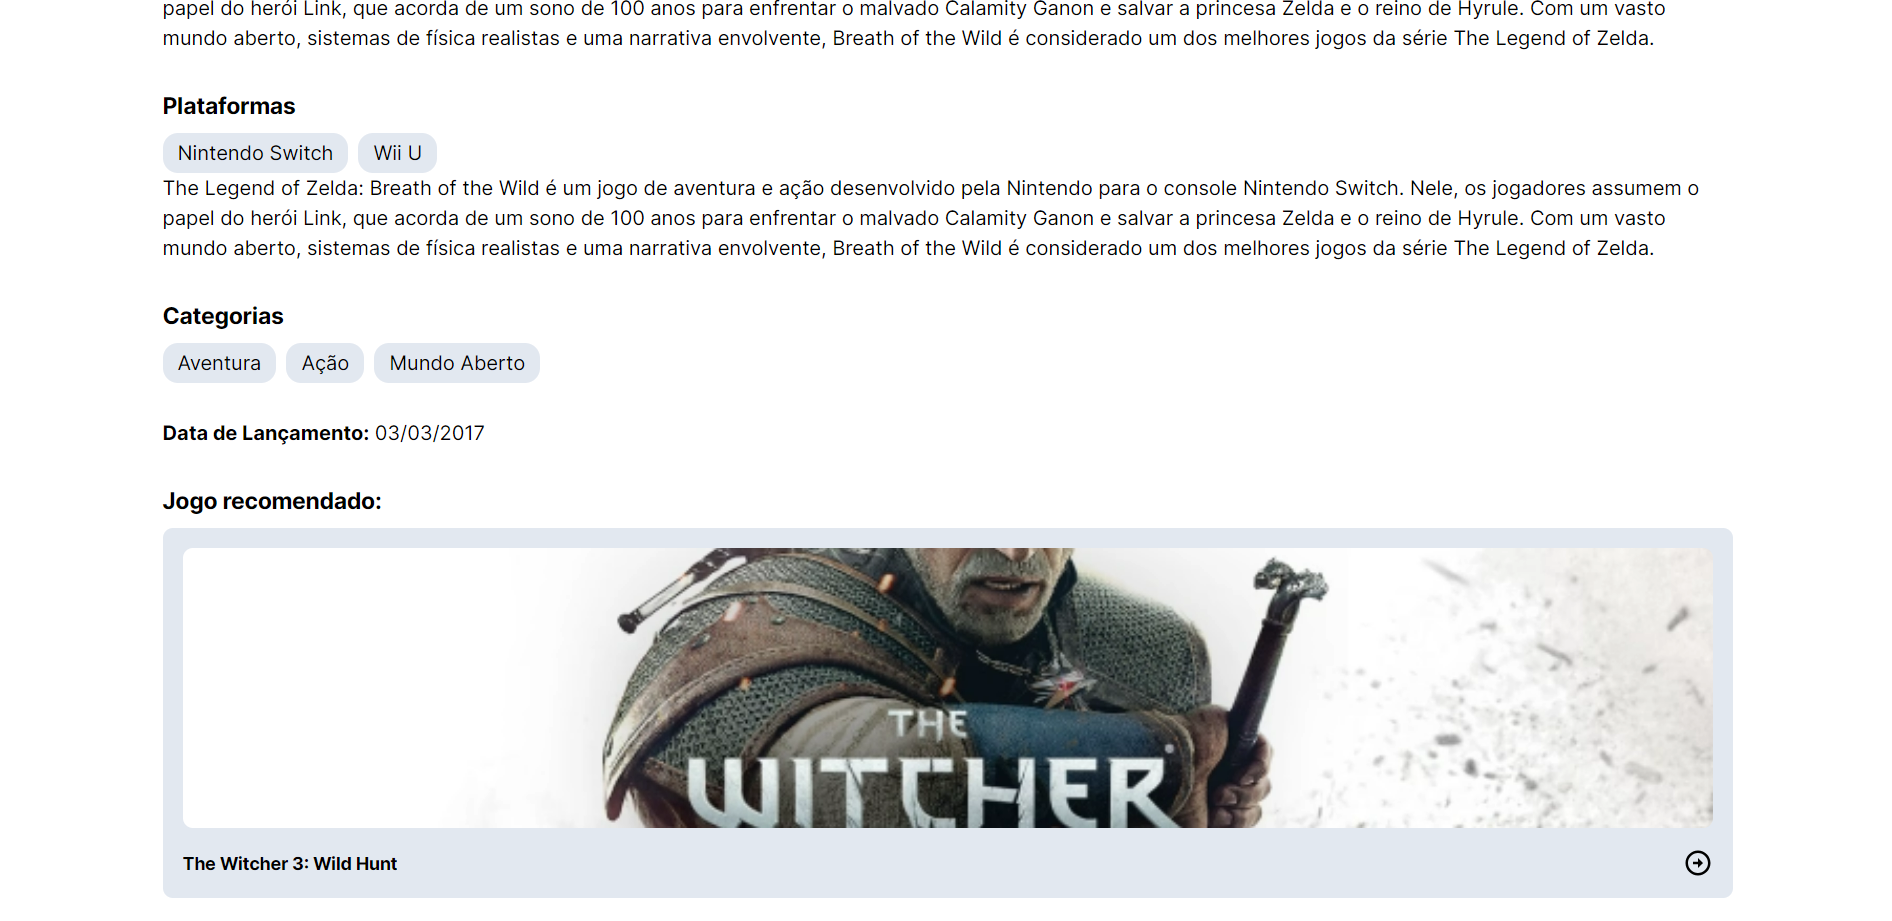 papel do herói Link, que acorda de um sono de 100 anos para enfrentar o malvado Calamity Ganon e salvar a princesa Zelda e o reino de Hyrule. Com um vasto
mundo aberto, sistemas de física realistas e uma narrativa envolvente, Breath of the Wild é considerado um dos melhores jogos da série The Legend of Zelda.
Plataformas
Nintendo Switch Wii U
The Legend of Zelda: Breath of the Wild é um jogo de aventura e ação desenvolvido pela Nintendo para o console Nintendo Switch. Nele, os jogadores assumem o
papel do herói Link, que acorda de um sono de 100 anos para enfrentar o malvado Calamity Ganon e salvar a princesa Zelda e o reino de Hyrule. Com um vasto
mundo aberto, sistemas de física realistas e uma narrativa envolvente, Breath of the Wild é considerado um dos melhores jogos da série The Legend of Zelda.
Categorias
Aventura Ação Mundo Aberto
Data de Lançamento: 03/03/2017
Jogo recomendado:
THE
WITCHER
The Witcher 3: Wild Hunt